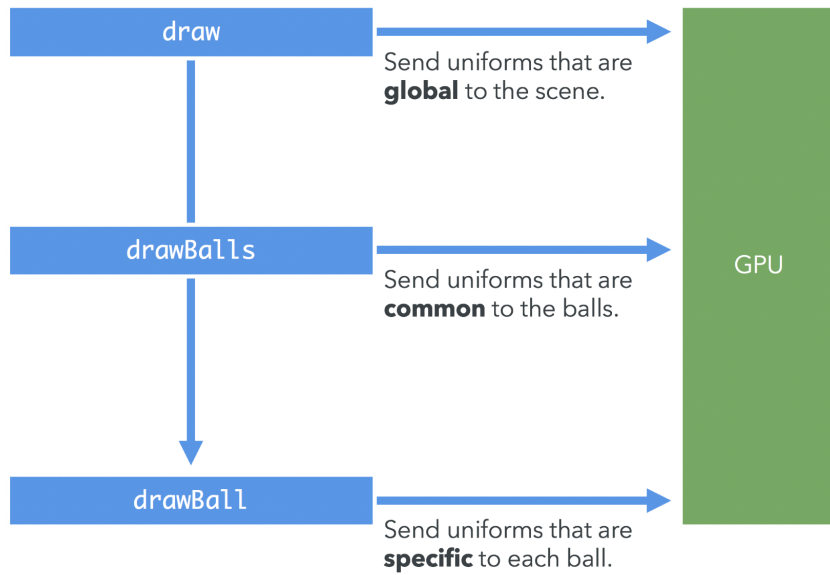 draw
Send uniforms that are
global to the scene.
drawBalls
Send uniforms that are
common to the balls.
GPU
drawBall
Send uniforms that are
specific to each ball.